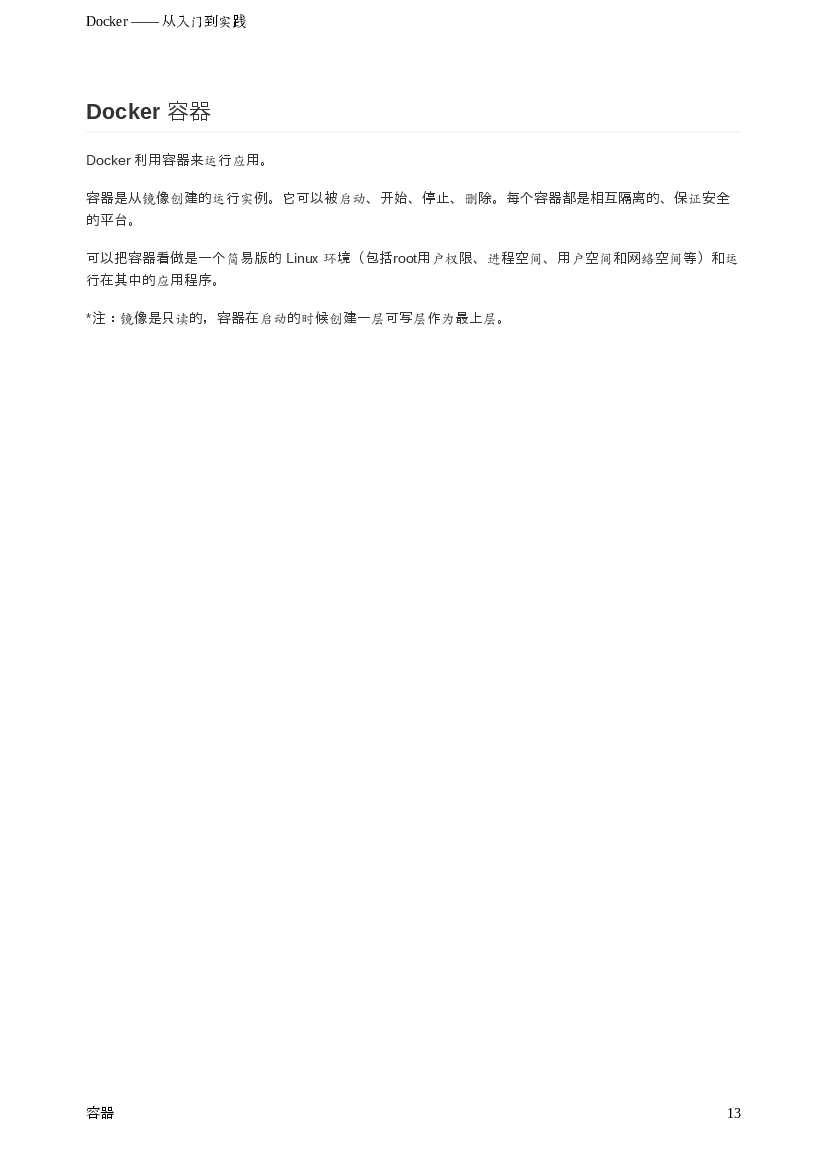 Docker —— 从入门到实践
Docker 容器
Docker 利用容器来运行应用。
容器是从镜像创建的运行实例。它可以被启动、开始、停止、删除。每个容器都是相互隔离的、保证安全
的平台。
可以把容器看做是一个简易版的 Linux 环境（包括root用户权限、进程空间、用户空间和网络空间等）和运
行在其中的应用程序。
*注：镜像是只读的，容器在启动的时候创建一层可写层作为最上层。
容器
13